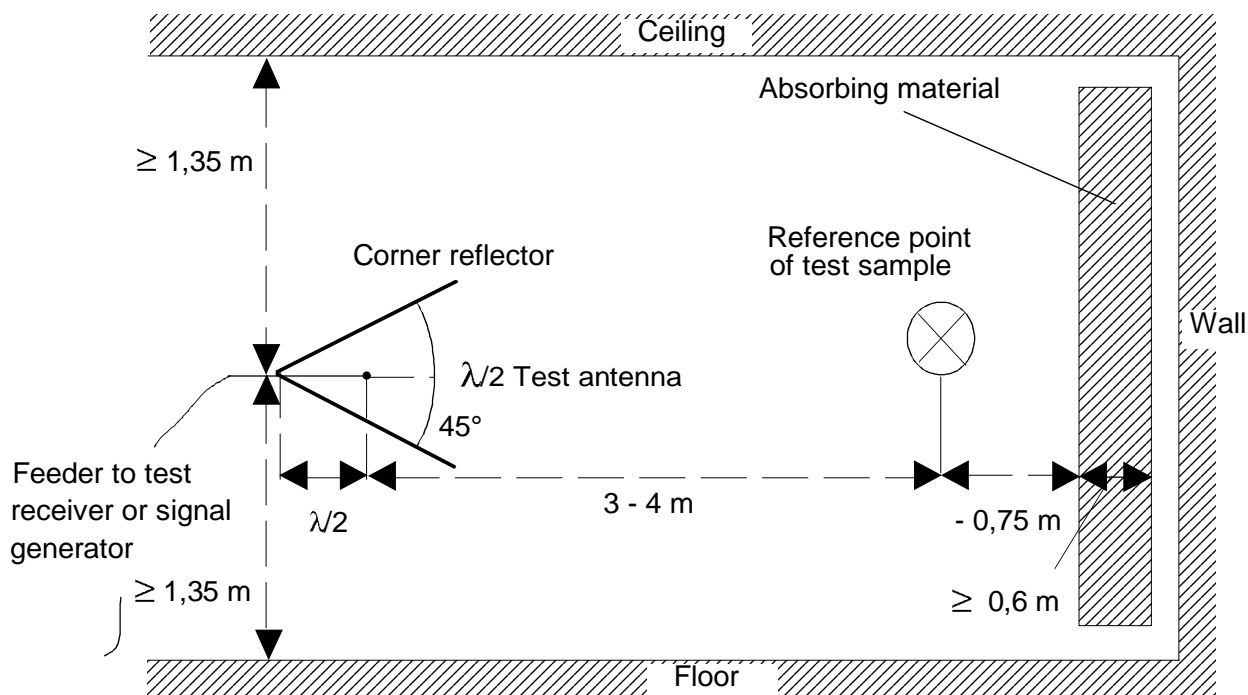 Ceiling
Absorbing material
≥ 1,35 m
Reference point
of test sample
Corner reflector
Wall
λ/2 Test antenna
45°
Feeder to test
receiver or signal
generator
λ/2
3 - 4 m
- 0,75 m
≥ 1,35 m
≥ 0,6 m
Floor